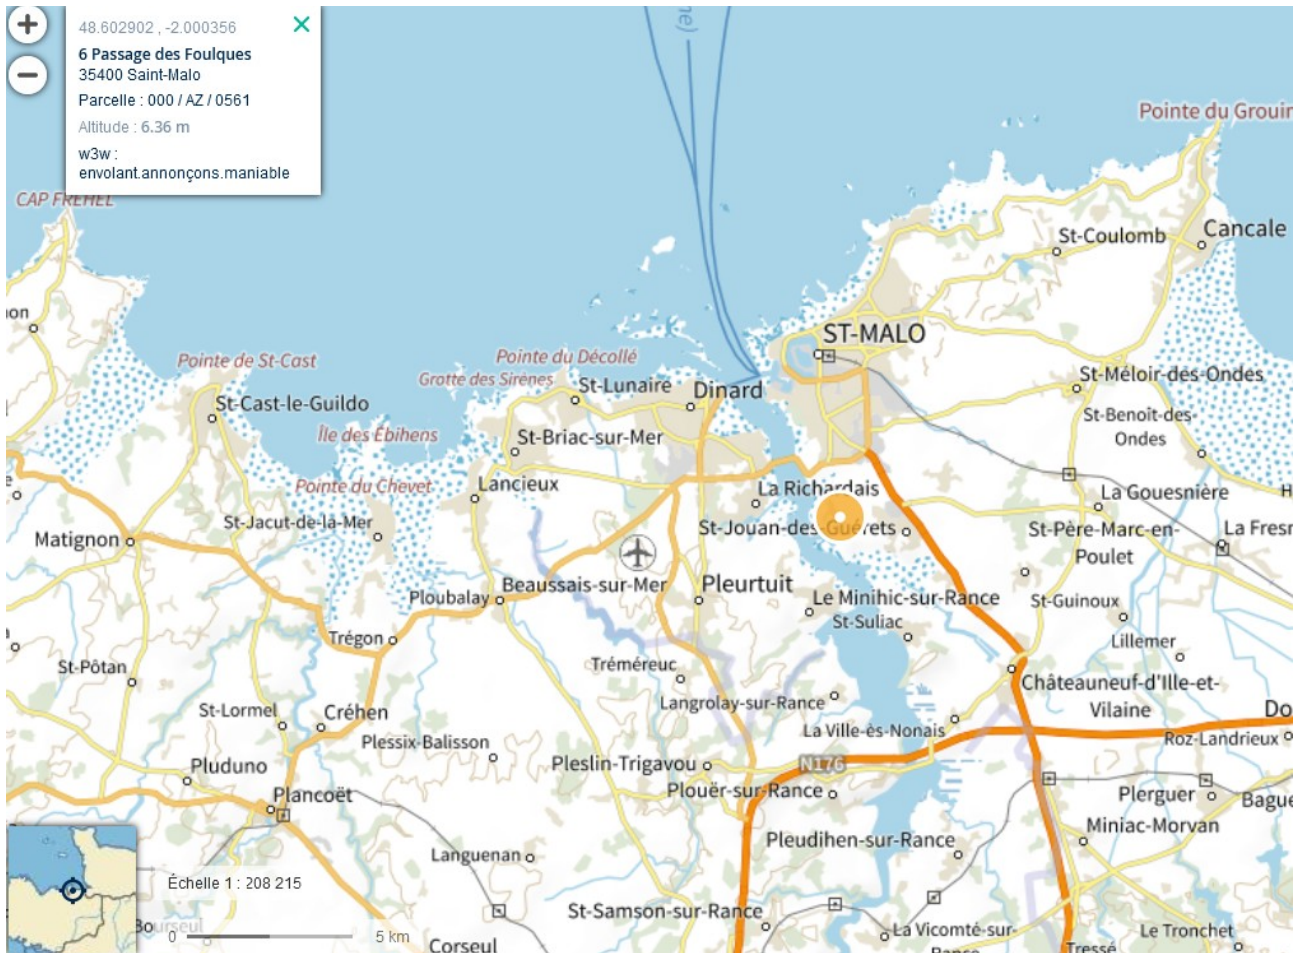 48.602902 , -2.000356
6 Passage des Foulques
35400 Saint-Malo
Parcelle : 000 / AZ / 0561
Altitude : 6.36 m
w3w :
envolant.annonçons.maniable
ne)
Pointe du Grouin
CAP FRÉHEL
St-Coulomb
Cancale
non
ST-MALO
Pointe de St-Cast
Pointe du Décollé
Grotte des Sirènes
St-Lunaire
Dinard
St-Méloir-des-Ondes
St-Cast-le-Guildo
St-Benoît-des-
Ondes
Île des Ébihens
St-Briac-sur-Mer
Pointe du Chevet
Lancieux
La Richardais
La Gouesnière
H
St-Jacut-de-la-Mer
St-Jouan-des-Guérets
St-Père-Marc-en-
Poulet
La Fresn
Matignon
Beaussais-sur-Mer
Pleurtuit
Ploubalay
Le Minihic-sur-Rance
St-Guinoux
St-Suliac
Trégon
Lillemer
St-Pôtan
Tréméreuc
Châteauneuf-d'Ille-et-
Vilaine
Langrolay-sur-Rance
St-Lormel
Créhen
Do
La Ville-ès-Nonais
Plessix-Balisson
Roz-Landrieux
Pluduno
Pleslin-Trigavou
N176
Plouër-sur-Rance
Plancoët
Plerguer
Bague
Miniac-Morvan
Pleudihen-sur-Rance
Languenan
Échelle 1 : 208 215
St-Samson-sur-Rance
Bourseul
0
5 km
Corseul
La Vicomté-sur-
Rance
Le Tronchet
Tressé